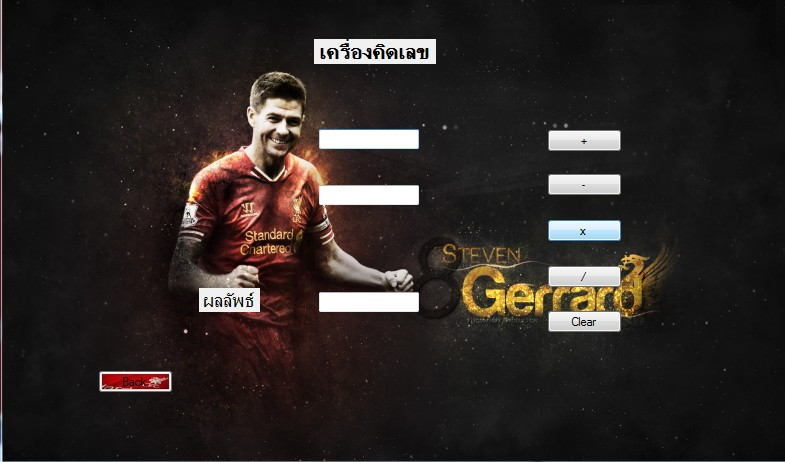 เครื่องคิดเลข
+
-
Standard
Chartered
x
8
STEVEN
Gerrard
/
ผลลัพธ์
Clear
Back